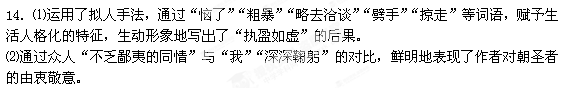 14. ⑴运用了拟人手法，通过“恼了”“粗暴”“略去洽谈”“劈手”“掠走”等词语，赋予生
活人格化的特征，生动形象地写出了“执盈如虚”的后果。
⑵通过众人“不乏鄙夷的同情”与“我”“深深鞠躬”的对比，鲜明地表现了作者对朝圣者
的由衷敬意。